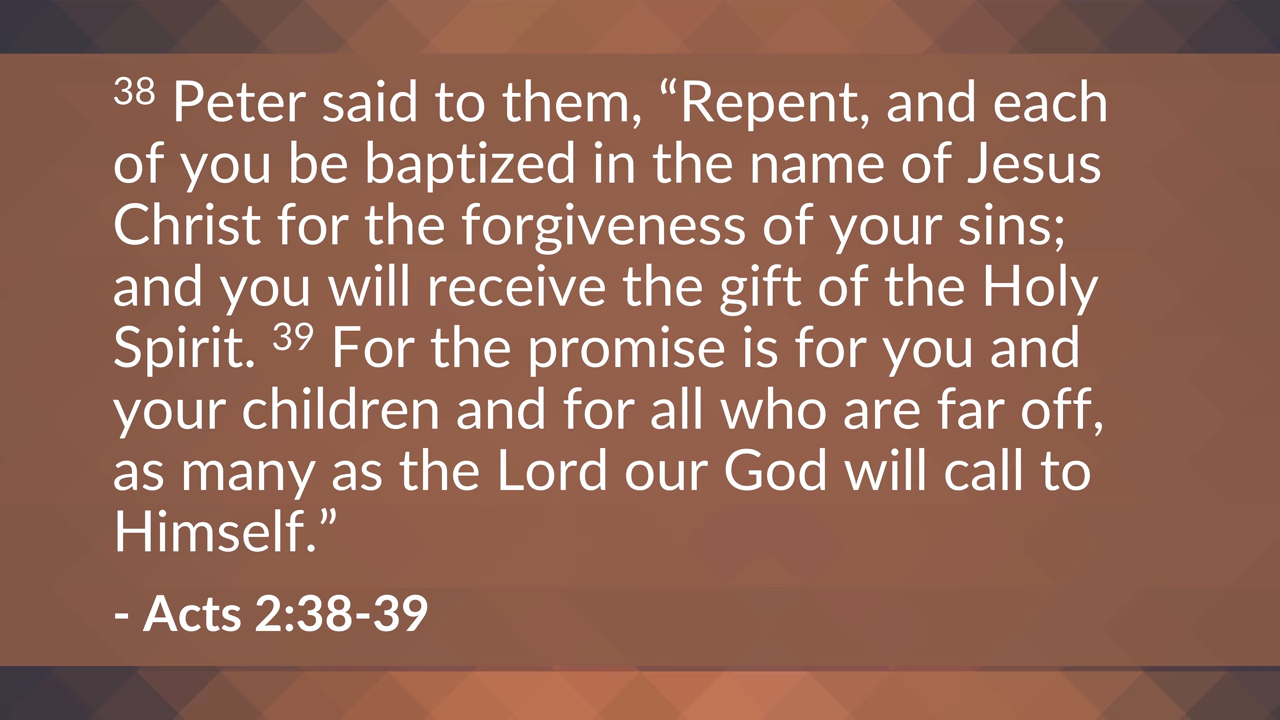 38 Peter said to them, “Repent, and each
of you be baptized in the name of Jesus
Christ for the forgiveness of your sins;
and you will receive the gift of the Holy
Spirit. 39 For the promise is for you and
your children and for all who are far off,
as many as the Lord our God will call to
Himself.”
- Acts 2:38-39